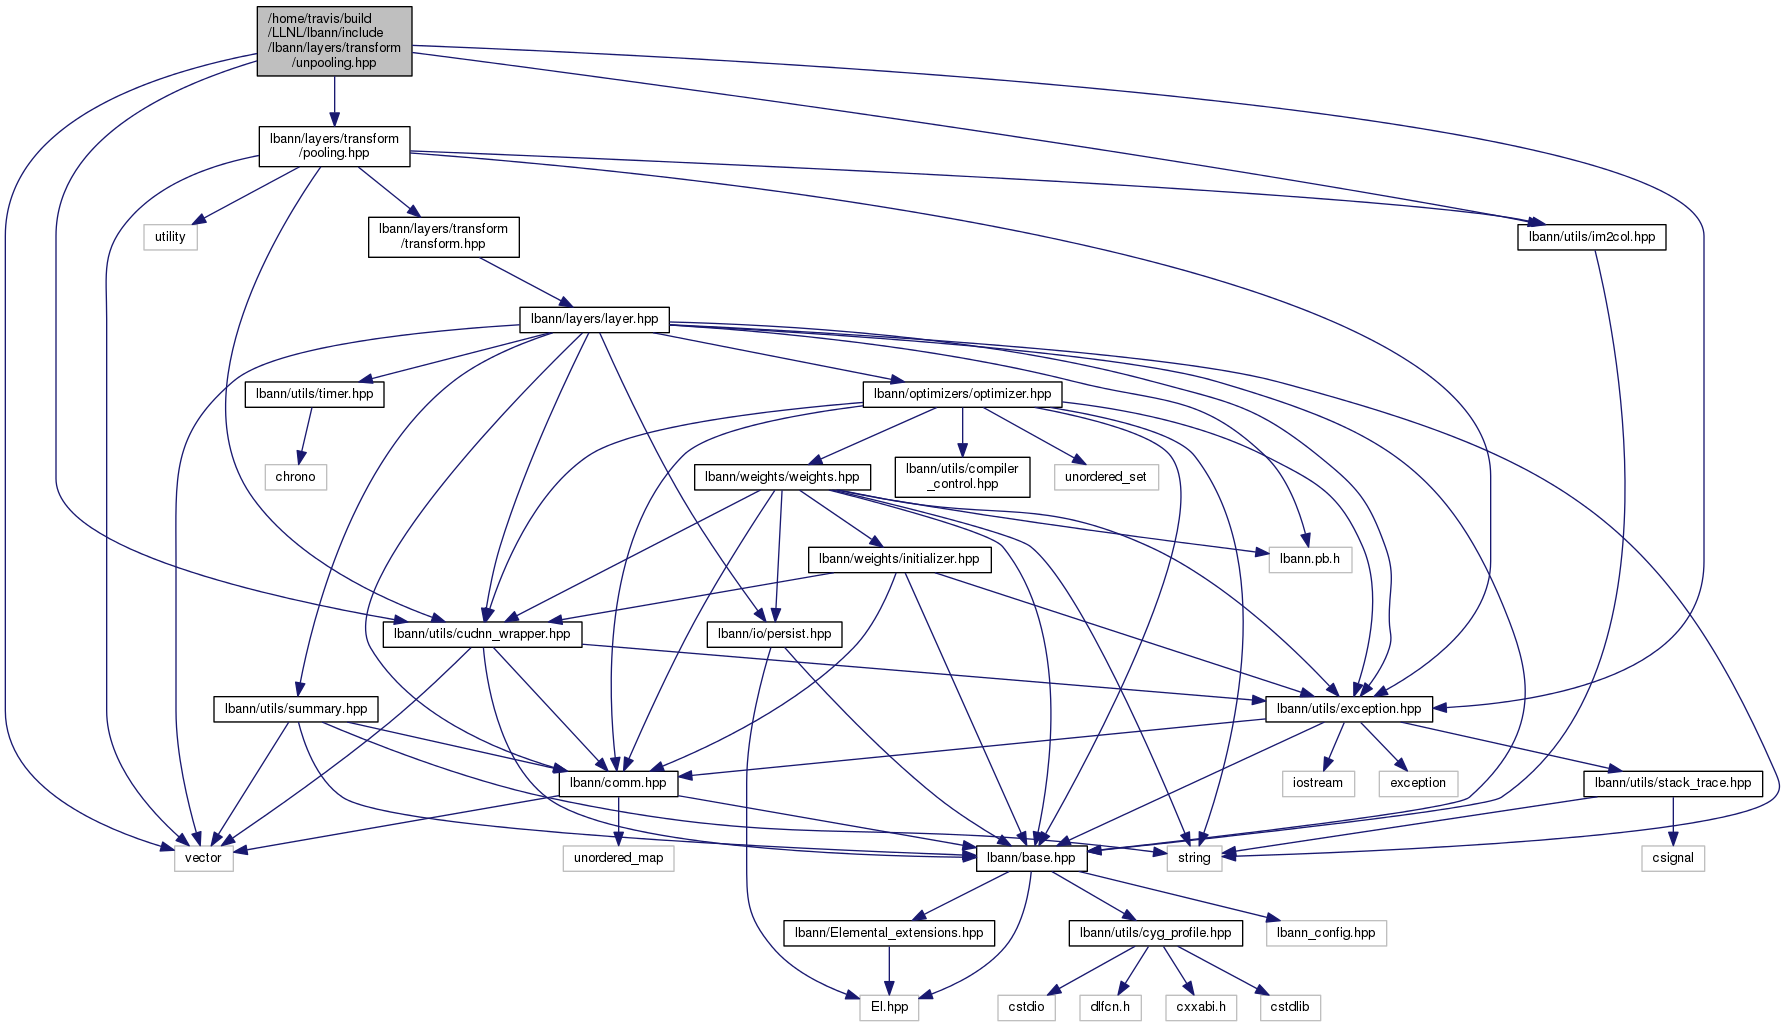 /home/travis/build
/LLNL/lbann/include
/lbann/layers/transform
/unpooling.hpp
lbann/layers/transform
/pooling.hpp
utility
lbann/layers/transform
/transform.hpp
lbann/utils/im2col.hpp
lbann/layers/layer.hpp
lbann/utils/timer.hpp
lbann/optimizers/optimizer.hpp
chrono
lbann/weights/weights.hpp
lbann/utils/compiler
_control.hpp
unordered_set
lbann/weights/initializer.hpp
lbann.pb.h
lbann/utils/cudnn_wrapper.hpp
lbann/io/persist.hpp
lbann/utils/summary.hpp
lbann/utils/exception.hpp
lbann/comm.hpp
iostream
exception
lbann/utils/stack_trace.hpp
vector
unordered_map
lbann/base.hpp
string
csignal
lbann/Elemental_extensions.hpp
lbann/utils/cyg_profile.hpp
lbann_config.hpp
El.hpp
cstdio
dlfcn.h
cxxabi.h
cstdlib